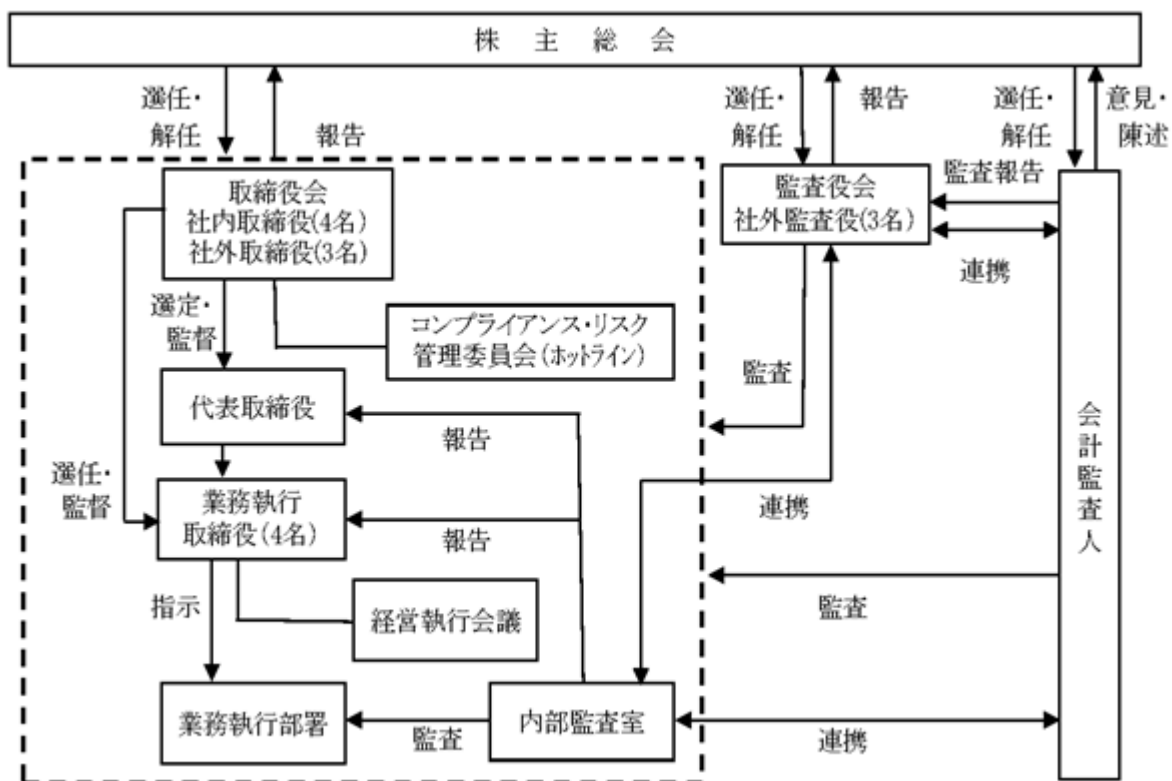 株主総会
選任・
解任
報告
選任・
解任
報告
選任・
解任
意見・
陳述
取締役会
社内取締役(4名)
社外取締役(3名)
監査役会
社外監査役(3名)
監査報告
連携
選定・
監督
コンプライアンス・リスク
管理委員会(ホットライン)
監査
代表取締役
報告
会計監査人
選任・
監督
業務執行
取締役(4名)
報告
連携
指示
経営執行会議
監査
業務執行部署
監査
内部監査室
連携